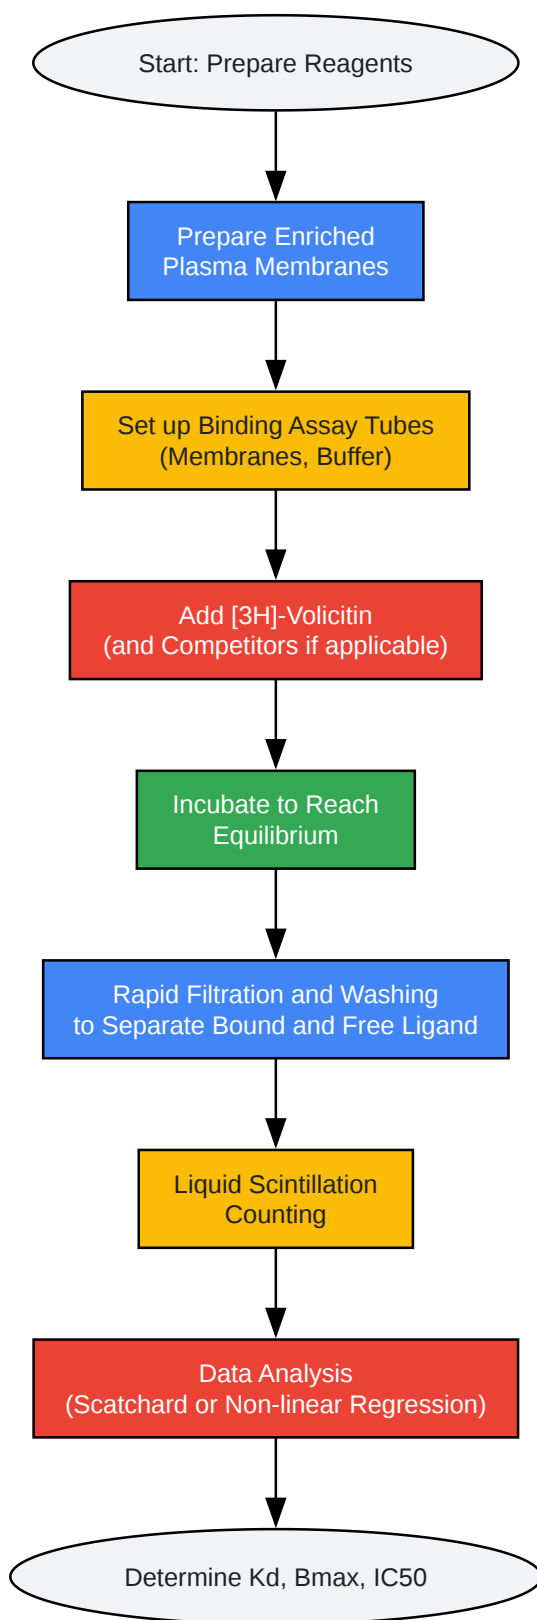 Start: Prepare Reagents
Prepare Enriched
Plasma Membranes
Set up Binding Assay Tubes
(Membranes, Buffer)
Add [3H]-Volicitin
(and Competitors if applicable)
Incubate to Reach
Equilibrium
Rapid Filtration and Washing
to Separate Bound and Free Ligand
Liquid Scintillation
Counting
Data Analysis
(Scatchard or Non-linear Regression)
Determine Kd, Bmax, IC50